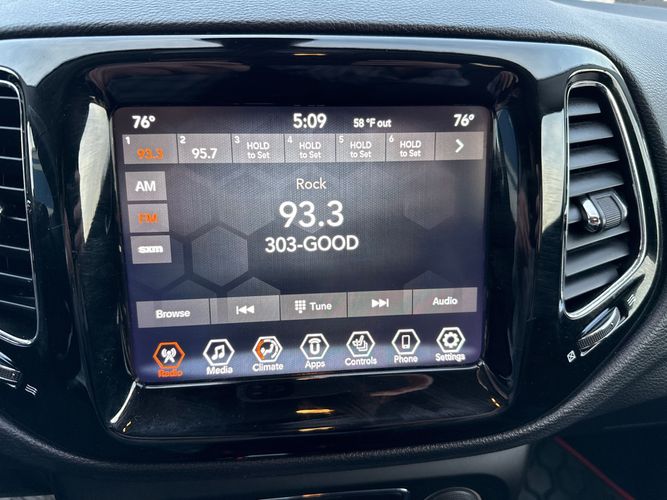 76° 5:09 58 °F out 76°
1 93.3 2 95.7 3 HOLD to Set 4 HOLD to Set 5 HOLD to Set 6 HOLD to Set >
AM
FM
sxm
Rock
93.3
303-GOOD
Browse Tune Audio
Radio Media Climate Apps Controls Phone Settings